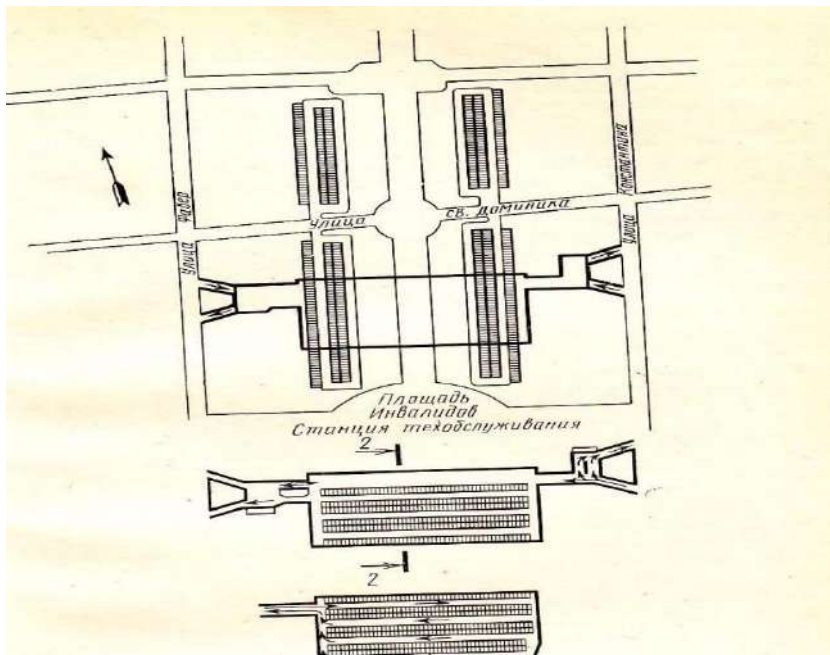 Улица
Фабер
Улица
св. Доминика
Улица
Константина
Площадь
Инвалидов
Станция техобслуживания
2
2